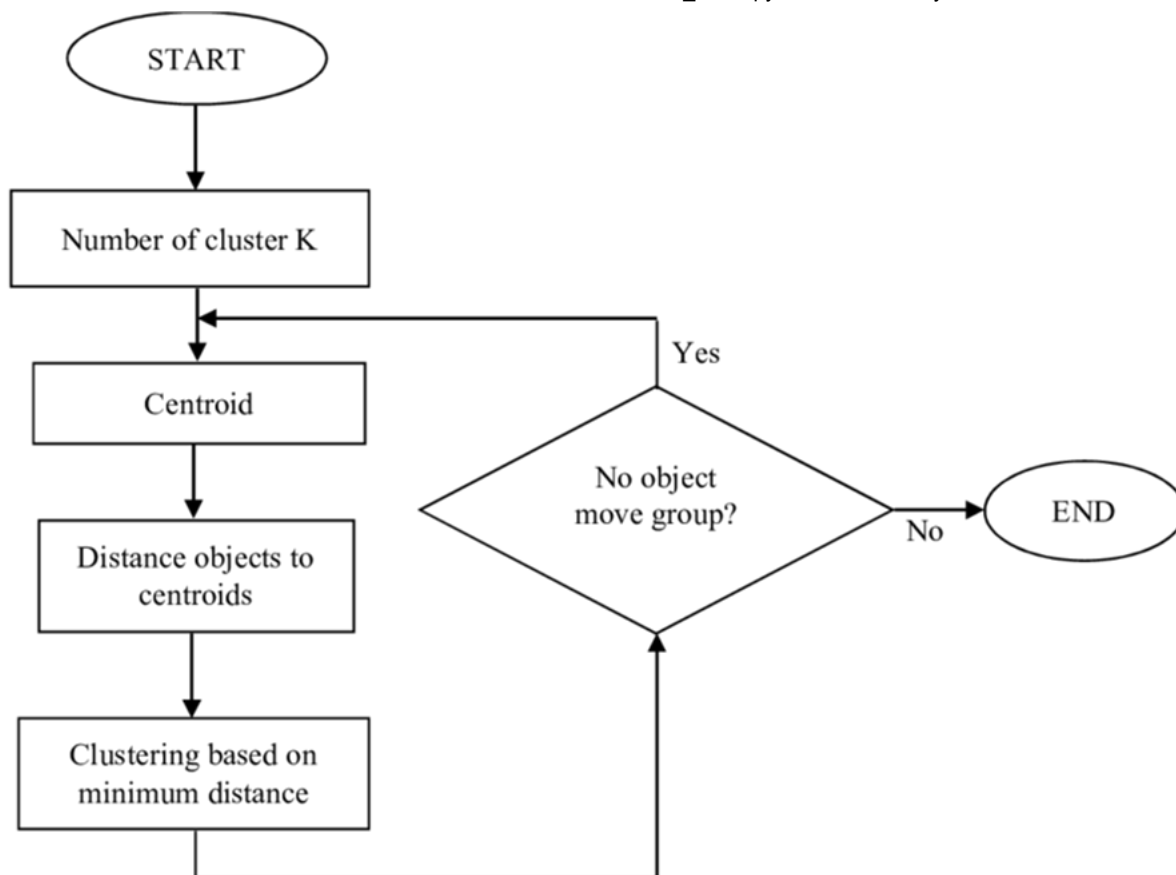 START
Number of cluster K
Centroid
Distance objects to
centroids
Clustering based on
minimum distance
Yes
No object
move group?
No
END